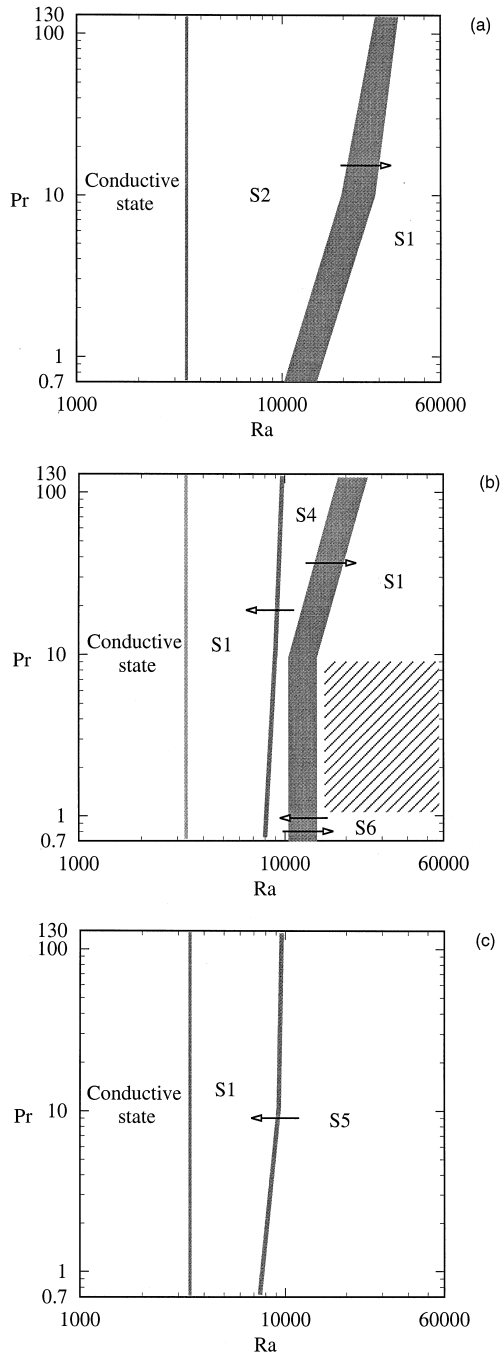 130
(a)
100
Conductive
state
S2
Pr
10
S1
1
0.7
1000
10000
60000
Ra
130
(b)
100
S4
S1
Conductive
state
S1
Pr
10
1
S6
0.7
1000
10000
60000
Ra
130
(c)
100
Conductive
state
S1
Pr
10
S5
1
0.7
1000
10000
60000
Ra